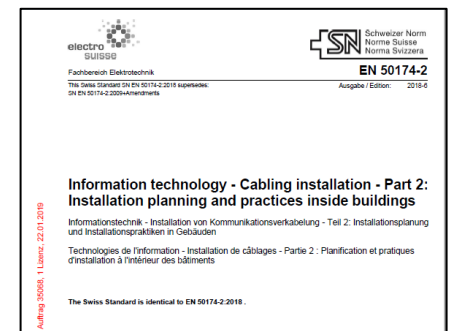 electro
suisse
SN
Schweizer Norm
Norme Suisse
Norma Svizzera
Fachbereich Elektrotechnik
EN 50174-2
This Swiss Standard SN EN 50174-2:2018 supersedes:
SN EN 50174-2:2009+Amendments
Ausgabe / Edition: 2018-6
Information technology - Cabling installation - Part 2:
Installation planning and practices inside buildings
Informationstechnik - Installation von Kommunikationsverkabelung - Teil 2: Installationsplanung
und Installationspraktiken in Gebäuden
Technologies de l'information - Installation de câblages - Partie 2 : Planification et pratiques
d'installation à l'intérieur des bâtiments
The Swiss Standard is identical to EN 50174-2:2018 .
Auftrag 35068, 1 Lizenz, 22.01.2019